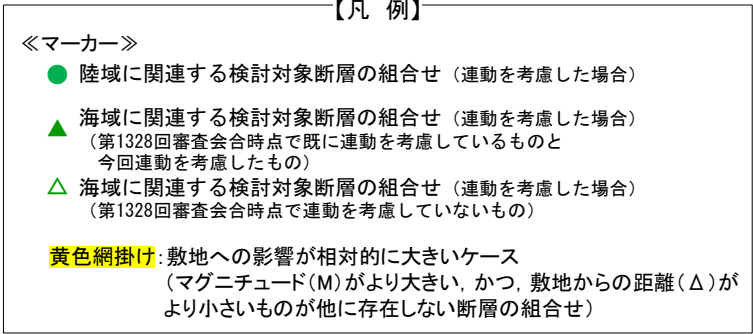 【凡 例】
≪マーカー≫
● 陸域に関連する検討対象断層の組合せ（連動を考慮した場合）
▲ 海域に関連する検討対象断層の組合せ（連動を考慮した場合）
（第1328回審査会合時点で既に連動を考慮しているものと
今回連動を考慮したもの）
△ 海域に関連する検討対象断層の組合せ（連動を考慮した場合）
（第1328回審査会合時点で連動を考慮していないもの）
黄色網掛け：敷地への影響が相対的に大きいケース
（マグニチュード（M）がより大きい，かつ，敷地からの距離（Δ）が
より小さいものが他に存在しない断層の組合せ）